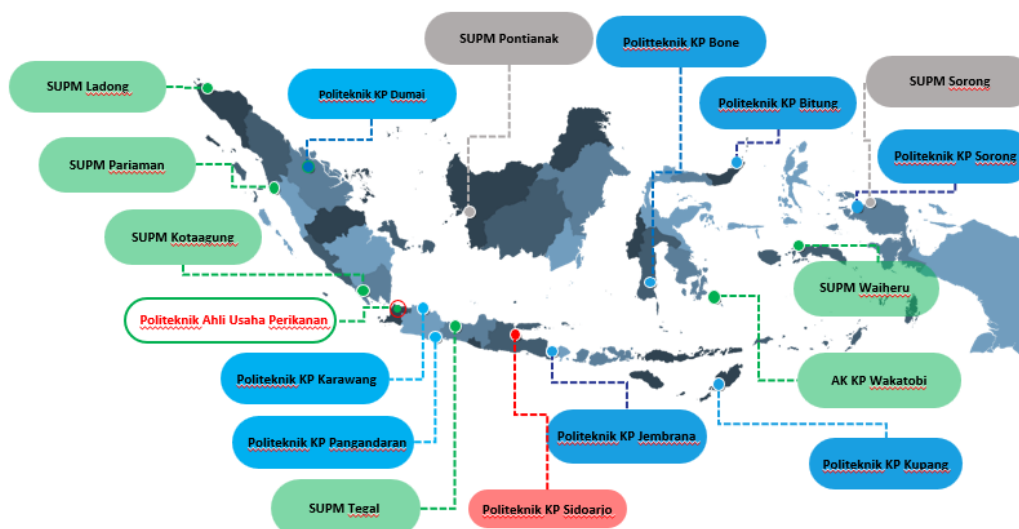 SUPM Pontianak
Politteknik KP Bone
SUPM Ladong
Politeknik KP Dumai
Politeknik KP Bitung
SUPM Sorong
SUPM Pariaman
Politeknik KP Sorong
SUPM Kotaagung
SUPM Waiheru
Politeknik Ahli Usaha Perikanan
Politeknik KP Karawang
AK KP Wakatobi
Politeknik KP Pangandaran
Politeknik KP Jembrana
Politeknik KP Kupang
SUPM Tegal
Politeknik KP Sidoarjo